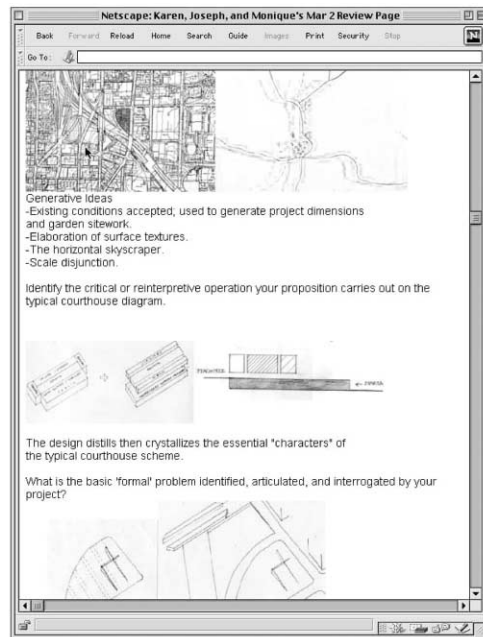 Netscape: Karen, Joseph, and Monique's Mar 2 Review Page
Back Forward Reload Home Search Guide Images Print Security Stop
Go To:
Generative Ideas
-Existing conditions accepted; used to generate project dimensions
and garden sitework.
-Elaboration of surface textures.
-The horizontal skyscraper.
-Scale disjunction.
Identify the critical or reinterpretive operation your proposition carries out on the
typical courthouse diagram.
The design distills then crystallizes the essential "characters" of
the typical courthouse scheme.
What is the basic 'formal' problem identified, articulated, and interrogated by your
project?